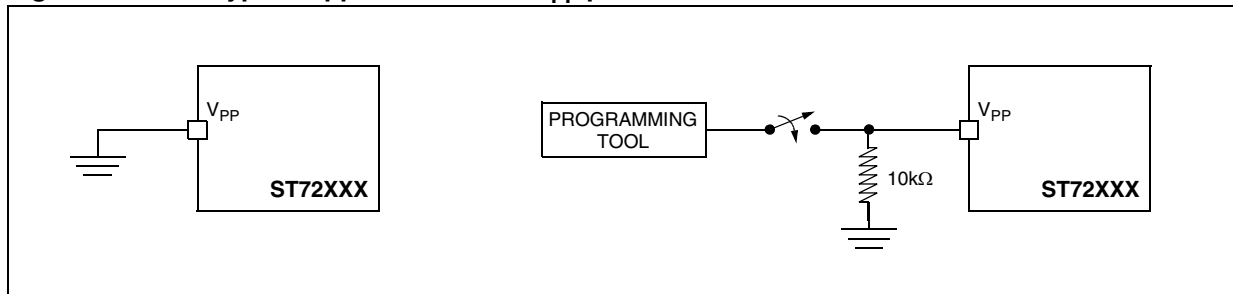 V_PP
ST72XXX
PROGRAMMING
TOOL
V_PP
10kΩ
ST72XXX